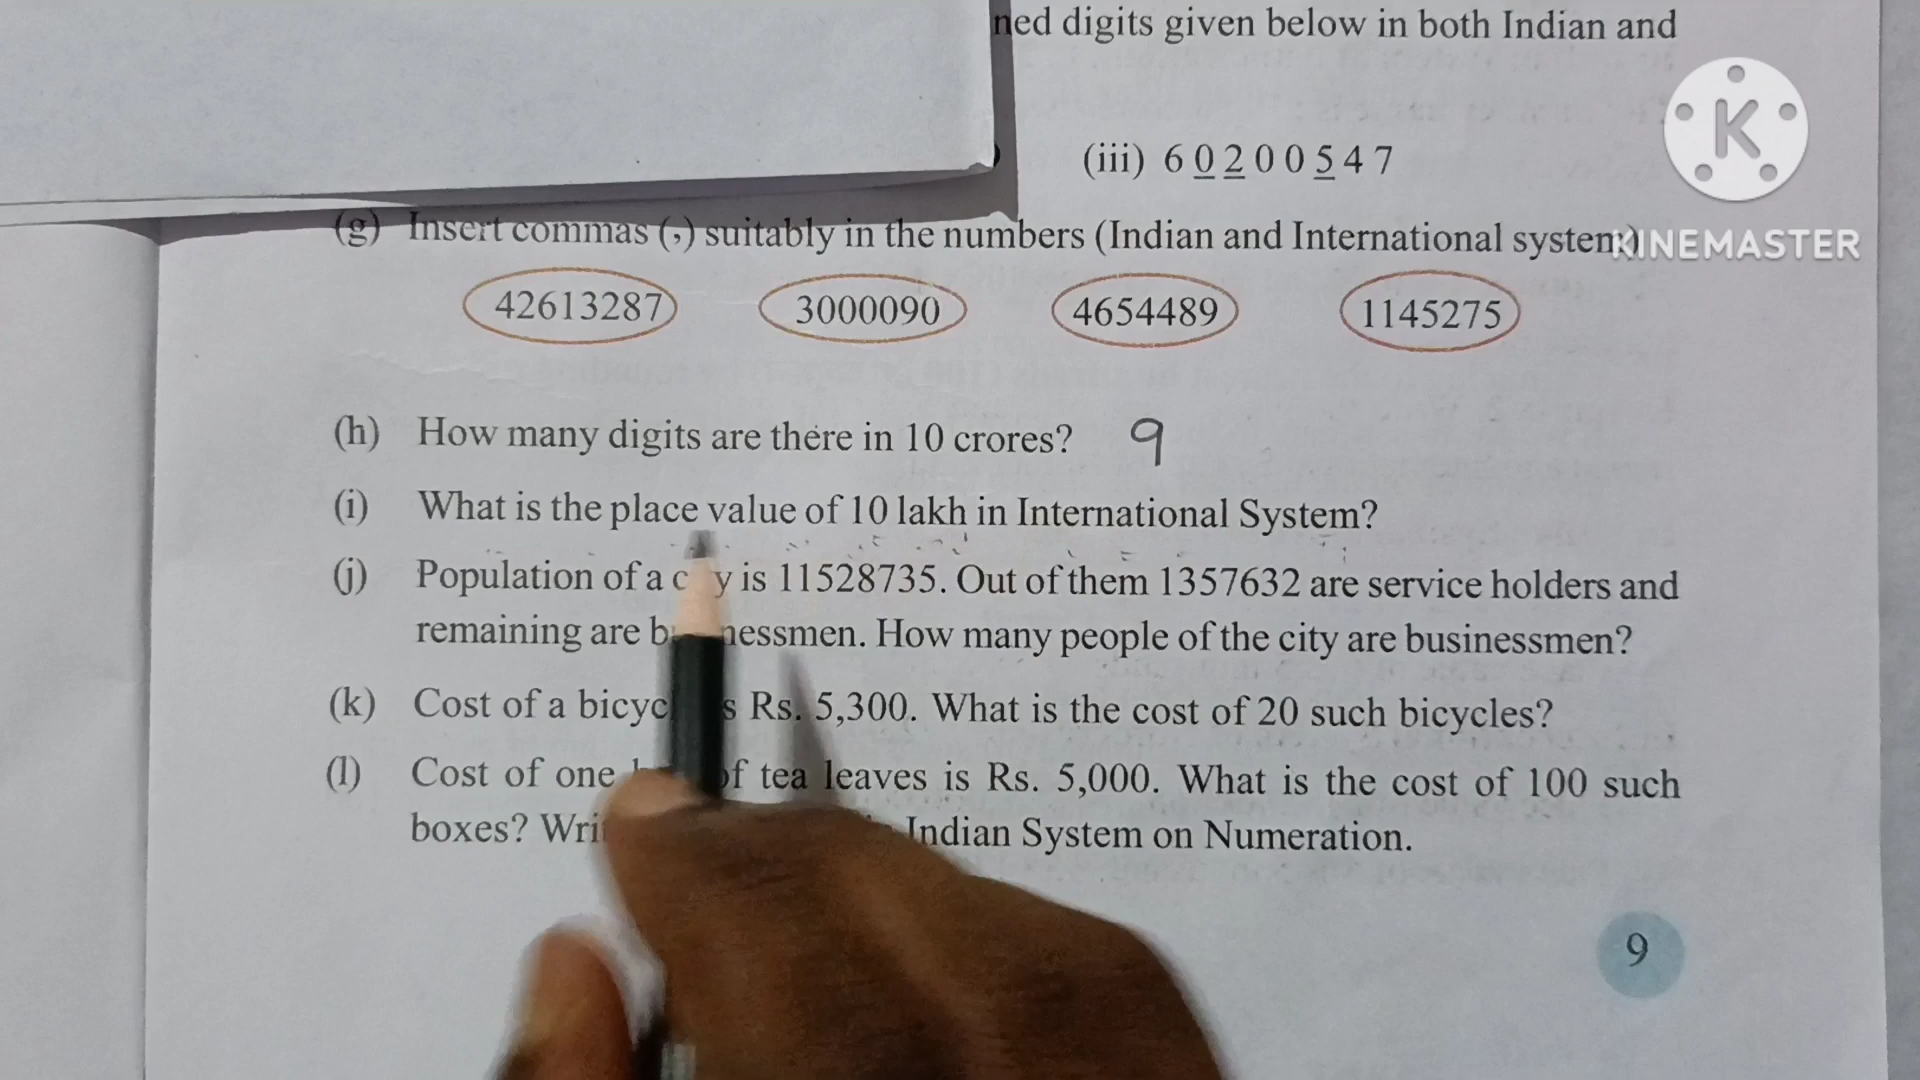 ned digits given below in both Indian and
K
(iii) 6 0 2 0 0 5 4 7
(g) Insert commas (,) suitably in the numbers (Indian and International system)
KINEMASTER
42613287 3000090 4654489 1145275
(h) How many digits are there in 10 crores? 9
(i) What is the place value of 10 lakh in International System?
(j) Population of a c y is 11528735. Out of them 1357632 are service holders and
remaining are b nessmen. How many people of the city are businessmen?
(k) Cost of a bicyc s Rs. 5,300. What is the cost of 20 such bicycles?
(l) Cost of one of tea leaves is Rs. 5,000. What is the cost of 100 such
boxes? Wri Indian System on Numeration.
9